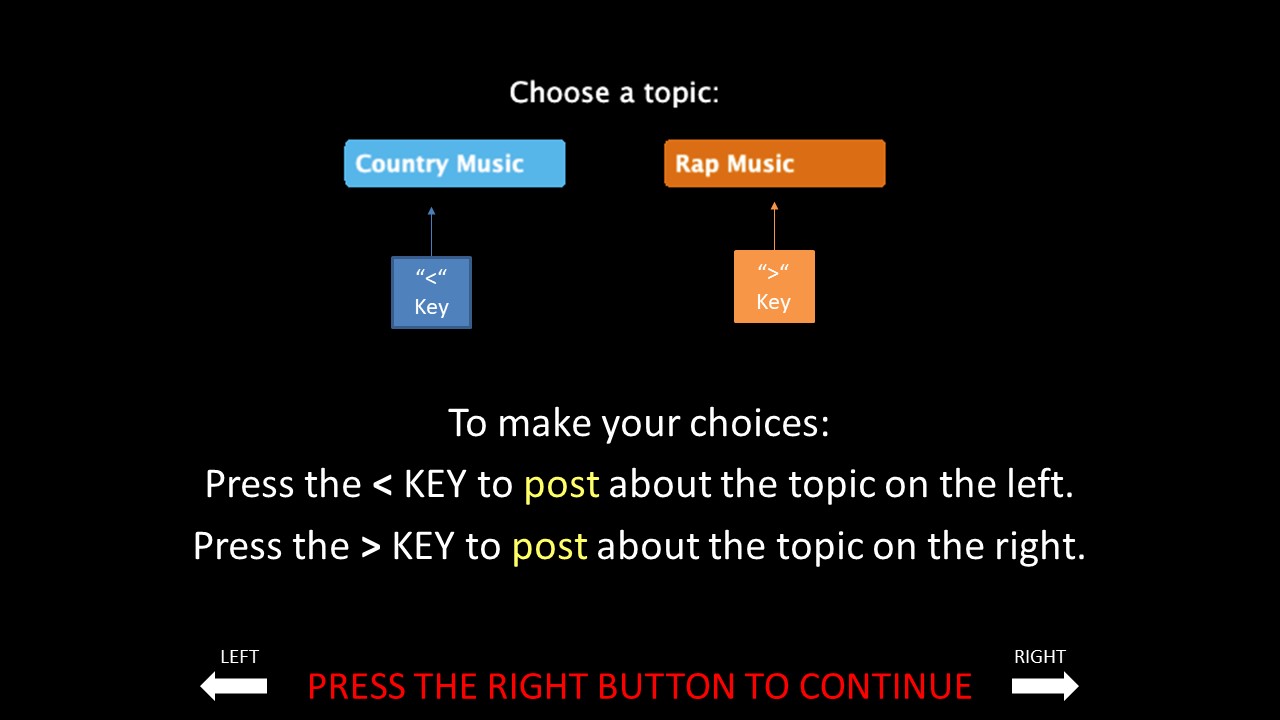 Choose a topic:
Country Music
Rap Music
“<“
Key
“>“
Key
To make your choices:
Press the < KEY to post about the topic on the left.
Press the > KEY to post about the topic on the right.
LEFT
RIGHT
PRESS THE RIGHT BUTTON TO CONTINUE